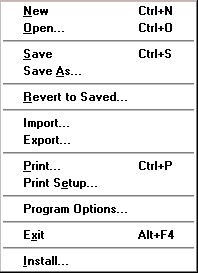 New Ctrl+N
Open... Ctrl+O
Save Ctrl+S
Save As...
Revert to Saved...
Import...
Export...
Print... Ctrl+P
Print Setup...
Program Options...
Exit Alt+F4
Install...